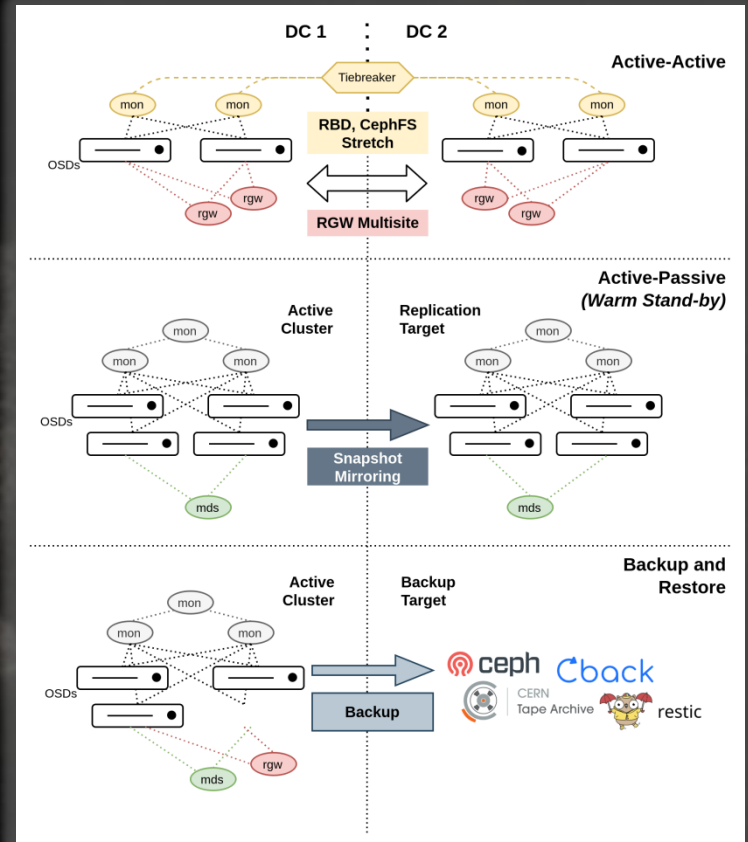 DC 1
DC 2
Active-Active
Tiebreaker
mon
mon
mon
mon
RBD, CephFS
Stretch
OSDs
rgw
rgw
rgw
rgw
RGW Multisite
Active-Passive
(Warm Stand-by)
Active
Cluster
Replication
Target
mon
mon
mon
mon
mon
mon
OSDs
Snapshot
Mirroring
mds
mds
Backup and
Restore
Active
Cluster
Backup
Target
mon
mon
mon
OSDs
Backup
ceph
Cback
CERN
Tape Archive
restic
rgw
mds